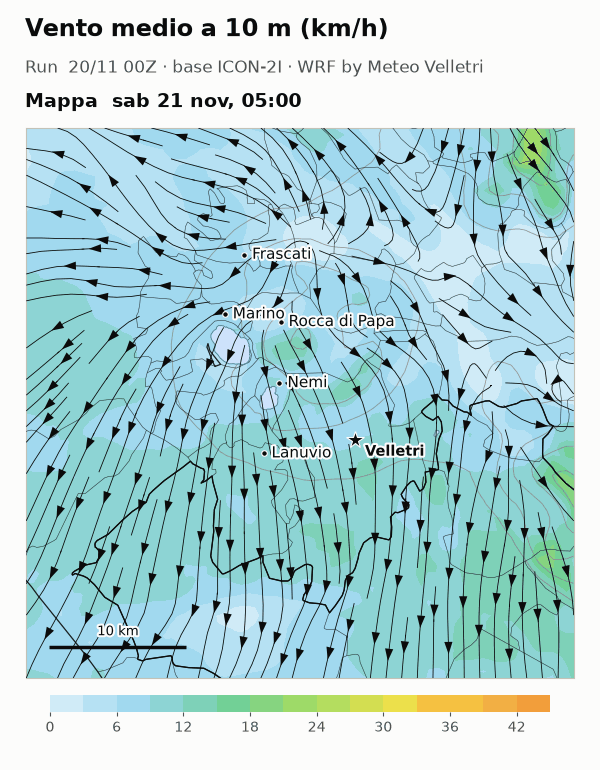 Vento medio a 10 m (km/h)
Run 20/11 00Z · base ICON-2I · WRF by Meteo Velletri
Mappa sab 21 nov, 05:00
Frascati
Marino
Rocca di Papa
Nemi
Velletri
Lanuvio
10 km
0 6 12 18 24 30 36 42